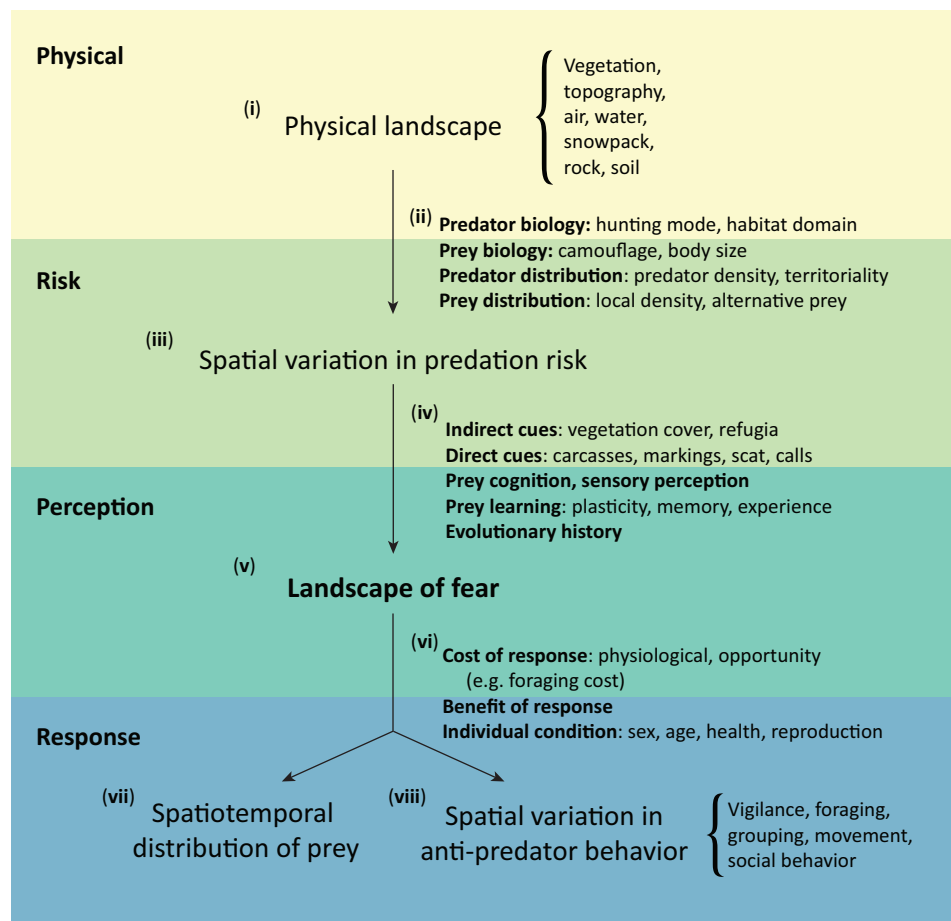 Physical
(i)
Physical landscape
Vegetation,
topography,
air, water,
snowpack,
rock, soil
(ii)
Predator biology: hunting mode, habitat domain
Prey biology: camouflage, body size
Predator distribution: predator density, territoriality
Prey distribution: local density, alternative prey
Risk
(iii)
Spatial variation in predation risk
(iv)
Indirect cues: vegetation cover, refugia
Direct cues: carcasses, markings, scat, calls
Prey cognition, sensory perception
Prey learning: plasticity, memory, experience
Evolutionary history
Perception
(v)
Landscape of fear
(vi)
Cost of response: physiological, opportunity
(e.g. foraging cost)
Benefit of response
Individual condition: sex, age, health, reproduction
Response
(vii)
Spatiotemporal
distribution of prey
(viii)
Spatial variation in
anti-predator behavior
Vigilance, foraging,
grouping, movement,
social behavior